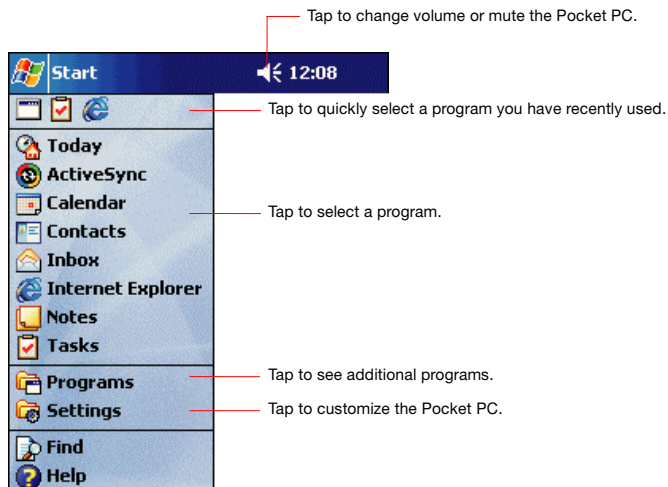 Tap to change volume or mute the Pocket PC.
Start 12:08
Tap to quickly select a program you have recently used.
Today
ActiveSync
Calendar
Tap to select a program.
Contacts
Inbox
Internet Explorer
Notes
Tasks
Programs
Tap to see additional programs.
Settings
Tap to customize the Pocket PC.
Find
Help